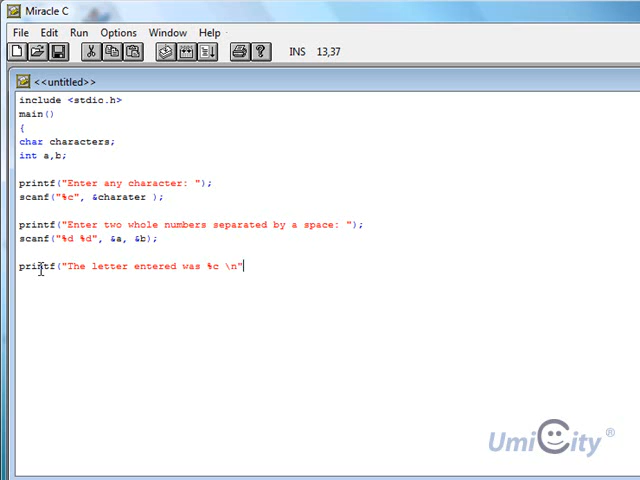 Miracle C
File Edit Run Options Window Help
INS 13,37
<<untitled>>
include <stdic.h>
main()
{
char characters;
int a,b;
printf("Enter any character: ");
scanf("%c", &charater );
printf("Enter two whole numbers separated by a space: ");
scanf("%d %d", &a, &b);
printf("The letter entered was %c \n"
UmiCity ®